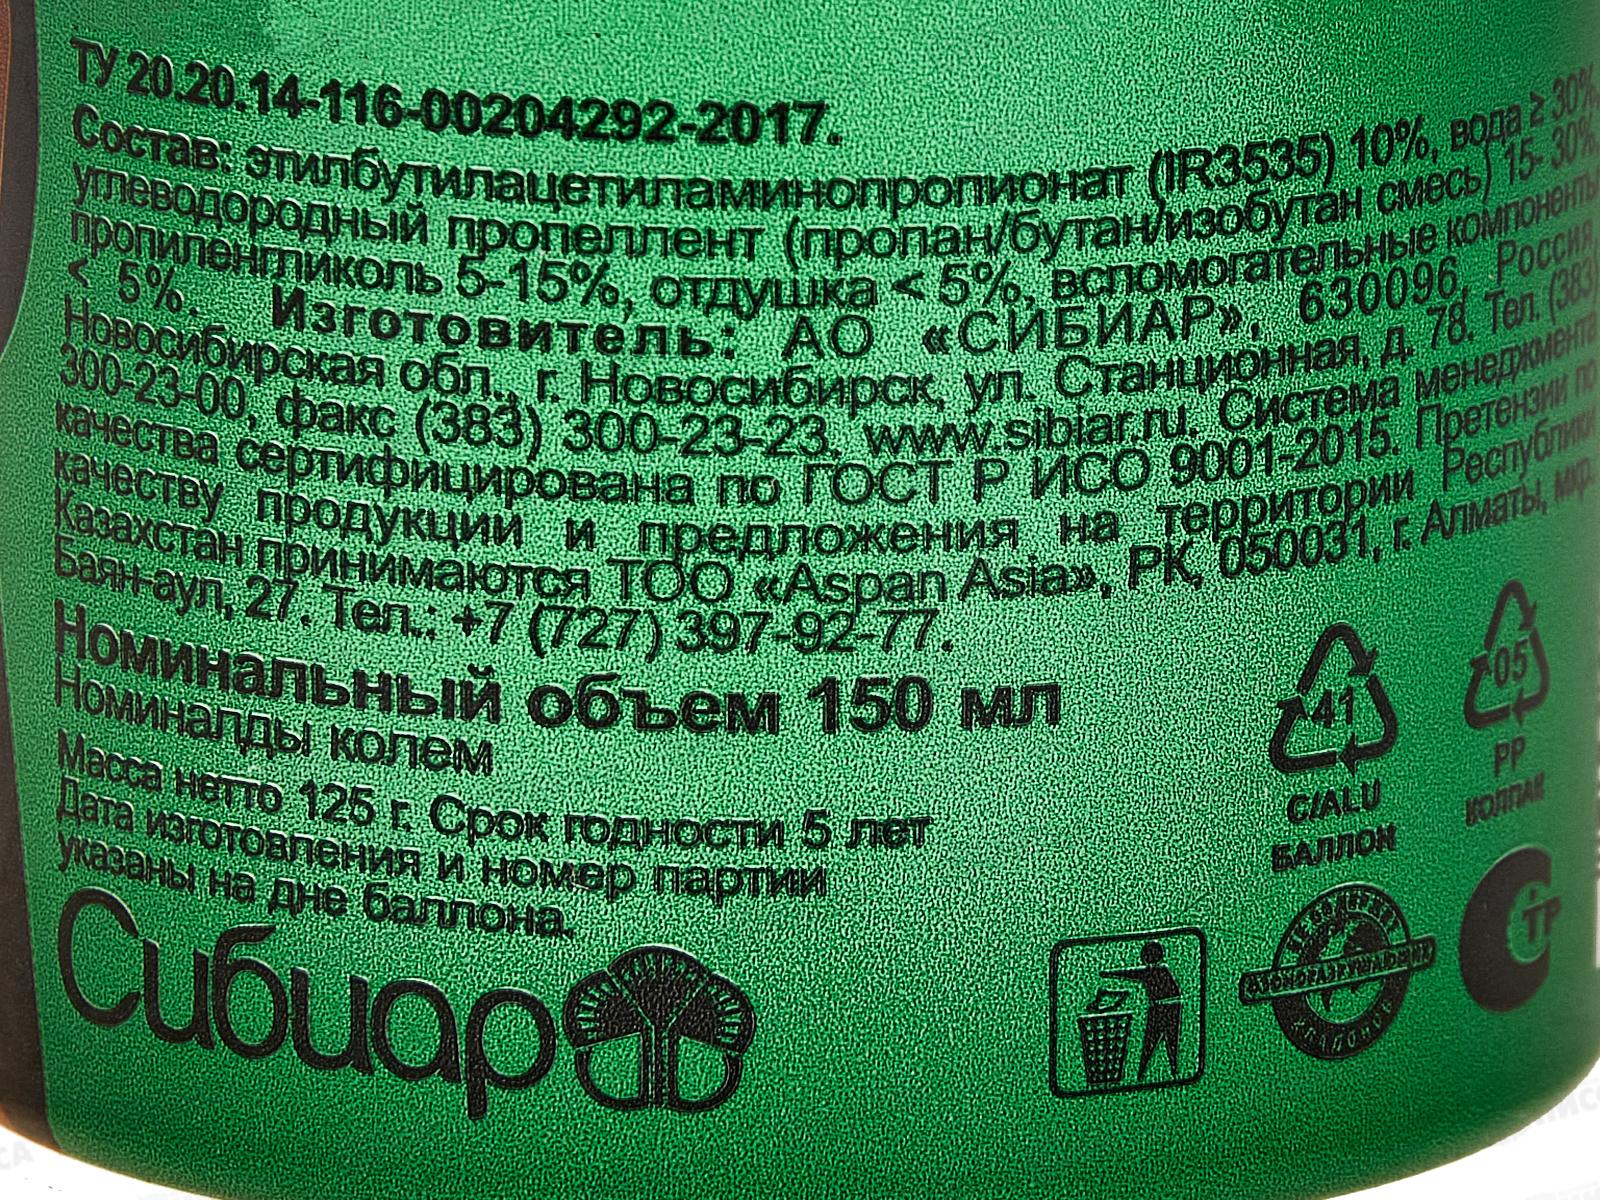 ТУ 20.20.14-116-00204292-2017.
Состав: этилбутилацетиламинопропионат (IR3535) 10%, вода ≥ 30%,
углеводородный пропеллент (пропан/бутан/изобутан смесь) 15- 30%,
пропиленгликоль 5-15%, отдушка < 5%, вспомогательные компоненты
< 5%. Изготовитель: АО «СИБИАР», 630096, Россия,
Новосибирская обл., г. Новосибирск, ул. Станционная, д. 78. Тел. (383)
300-23-00, факс (383) 300-23-23. www.sibiar.ru. Система менеджмента
качества сертифицирована по ГОСТ Р ИСО 9001-2015. Претензии по
качеству продукции и предложения на территории Республики
Казахстан принимаются ТОО «Aspan Asia», РК, 050031, г. Алматы, мкр.
Баян-аул, 27. Тел.: +7 (727) 397-92-77.
Номинальный объем 150 мл
Номиналды колем
Масса нетто 125 г. Срок годности 5 лет
Дата изготовления и номер партии
указаны на дне баллона.
Сибиар
41
C/ALU
БАЛЛОН
05
PP
КОЛПАК
НЕ СОДЕРЖИТ
ОЗОНОРАЗРУШАЮЩИХ
ХЛАДОНОВ
СТР